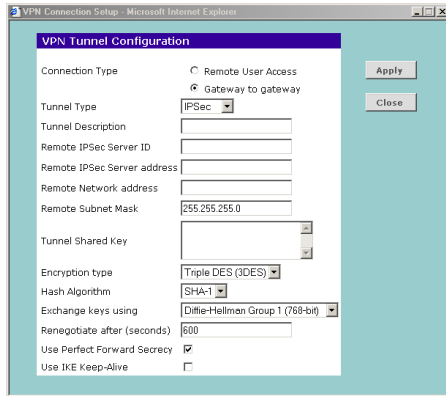 VPN Connection Setup - Microsoft Internet Explorer
VPN Tunnel Configuration
Connection Type
Remote User Access
Gateway to gateway
Apply
Close
Tunnel Type IPSec
Tunnel Description
Remote IPSec Server ID
Remote IPSec Server address
Remote Network address
Remote Subnet Mask 255.255.255.0
Tunnel Shared Key
Encryption type Triple DES (3DES)
Hash Algorithm SHA-1
Exchange keys using Diffie-Hellman Group 1 (768-bit)
Renegotiate after (seconds) 600
Use Perfect Forward Secrecy
Use IKE Keep-Alive